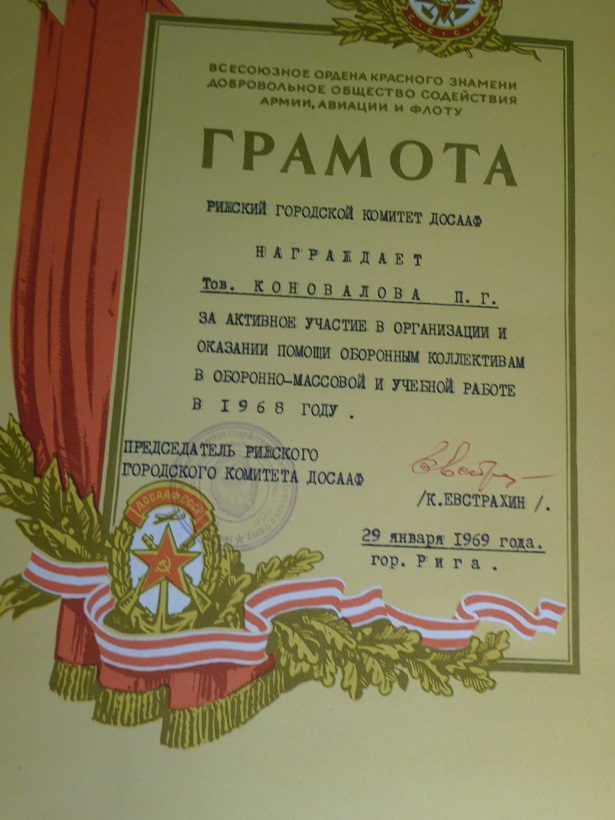 СССР
ВСЕСОЮЗНОЕ ОРДЕНА КРАСНОГО ЗНАМЕНИ
ДОБРОВОЛЬНОЕ ОБЩЕСТВО СОДЕЙСТВИЯ
АРМИИ, АВИАЦИИ И ФЛОТУ
ГРАМОТА
РИЖСКИЙ ГОРОДСКОЙ КОМИТЕТ ДОСААФ
НАГРАЖДАЕТ
Тов. КОНОВАЛОВА П. Г.
ЗА АКТИВНОЕ УЧАСТИЕ В ОРГАНИЗАЦИИ И
ОКАЗАНИИ ПОМОЩИ ОБОРОННЫМ КОЛЛЕКТИВАМ
В ОБОРОННО-МАССОВОЙ И УЧЕБНОЙ РАБОТЕ
В 1968 ГОДУ .
ПРЕДСЕДАТЕЛЬ РИЖСКОГО
ГОРОДСКОГО КОМИТЕТА ДОСААФ
/К.ЕВСТРАХИН /.
29 января 1969 года.
гор. Рига .
ДОСААФ СССР